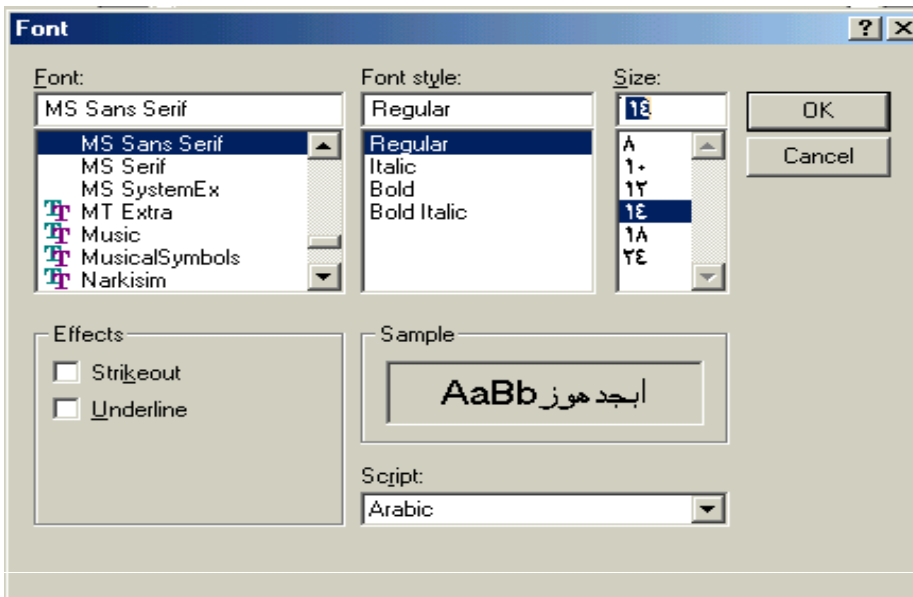 Font
Font:
MS Sans Serif
MS Sans Serif
MS Serif
MS SystemEx
MT Extra
Music
MusicalSymbols
Narkisim
Font style:
Regular
Regular
Italic
Bold
Bold Italic
Size:
١٤
٨
١٠
١٢
١٤
١٨
٢٤
OK
Cancel
Effects
Strikeout
Underline
Sample
AaBbابجد هوز
Script:
Arabic